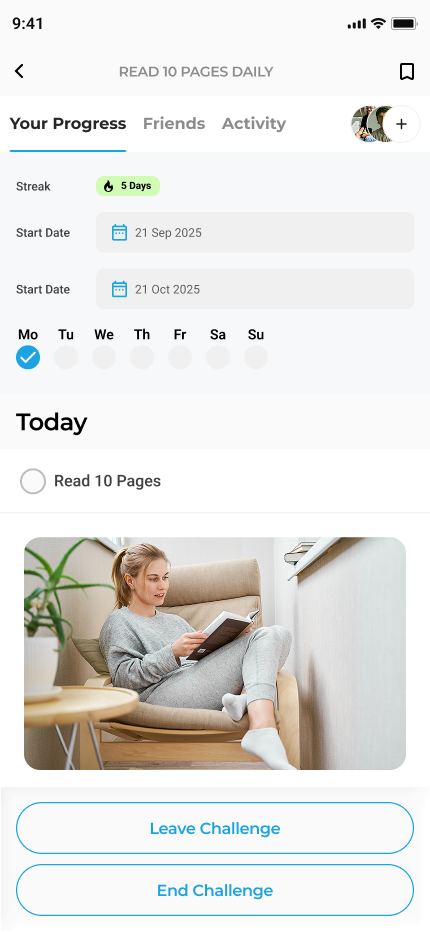 9:41
READ 10 PAGES DAILY
Your Progress Friends Activity
+
Streak 5 Days
Start Date 21 Sep 2025
Start Date 21 Oct 2025
Mo Tu We Th Fr Sa Su
Today
Read 10 Pages
Leave Challenge
End Challenge